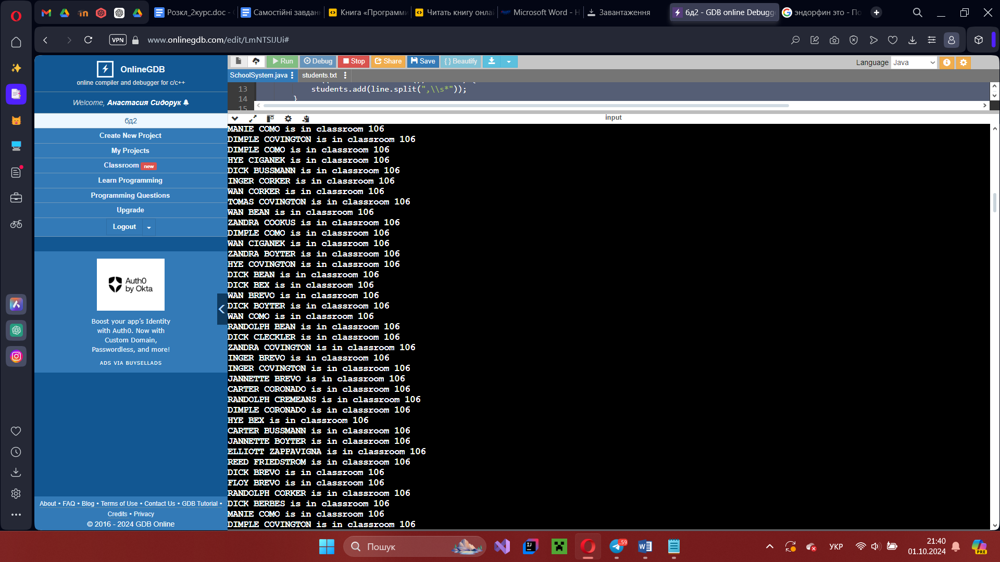 Розкл_2курс.doc - G
Самостійні завданн
Книга «Программи
Читать книгу онлай
Microsoft Word - Н
Завантаження
бд2 - GDB online Debugge
эндорфин это - По
VPN
www.onlinegdb.com/edit/LmNTSlJUi#
OnlineGDB
online compiler and debugger for c/c++
Welcome, Анастасия Сидорук
бд2
Create New Project
My Projects
Classroom new
Learn Programming
Programming Questions
Upgrade
Logout
Auth0
by Okta
Boost your app's Identity
with Auth0. Now with
Custom Domain,
Passwordless, and more!
ADS VIA BUYSELLADS
About • FAQ • Blog • Terms of Use • Contact Us • GDB Tutorial •
Credits • Privacy
© 2016 - 2024 GDB Online
Run
Debug
Stop
Share
Save
{ } Beautify
Language Java
SchoolSystem.java
students.txt
13 students.add(line.split(",\\s*"));
14 }
15
input
MANIE COMO is in classroom 106
DIMPLE COVINGTON is in classroom 106
DIMPLE COMO is in classroom 106
HYE CIGANEK is in classroom 106
DICK BUSSMANN is in classroom 106
INGER CORKER is in classroom 106
WAN CORKER is in classroom 106
TOMAS COVINGTON is in classroom 106
WAN BEAN is in classroom 106
ZANDRA COOKUS is in classroom 106
DIMPLE COMO is in classroom 106
WAN CIGANEK is in classroom 106
ZANDRA BOYTER is in classroom 106
HYE COVINGTON is in classroom 106
DICK BEAN is in classroom 106
DICK BEX is in classroom 106
WAN BREVO is in classroom 106
DICK BOYTER is in classroom 106
WAN COMO is in classroom 106
RANDOLPH BEAN is in classroom 106
DICK CLECKLER is in classroom 106
ZANDRA COVINGTON is in classroom 106
INGER BREVO is in classroom 106
INGER COVINGTON is in classroom 106
JANNETTE BREVO is in classroom 106
CARTER CORONADO is in classroom 106
RANDOLPH CREMEANS is in classroom 106
DIMPLE CORONADO is in classroom 106
HYE BEX is in classroom 106
CARTER BUSSMANN is in classroom 106
JANNETTE BOYTER is in classroom 106
ELLIOTT ZAPPAVIGNA is in classroom 106
REED FRIEDSTROM is in classroom 106
DICK BREVO is in classroom 106
FLOY BREVO is in classroom 106
RANDOLPH CORKER is in classroom 106
DICK BERBES is in classroom 106
MANIE COMO is in classroom 106
DIMPLE COVINGTON is in classroom 106
Пошук
59
УКР
21:40
01.10.2024
PRE